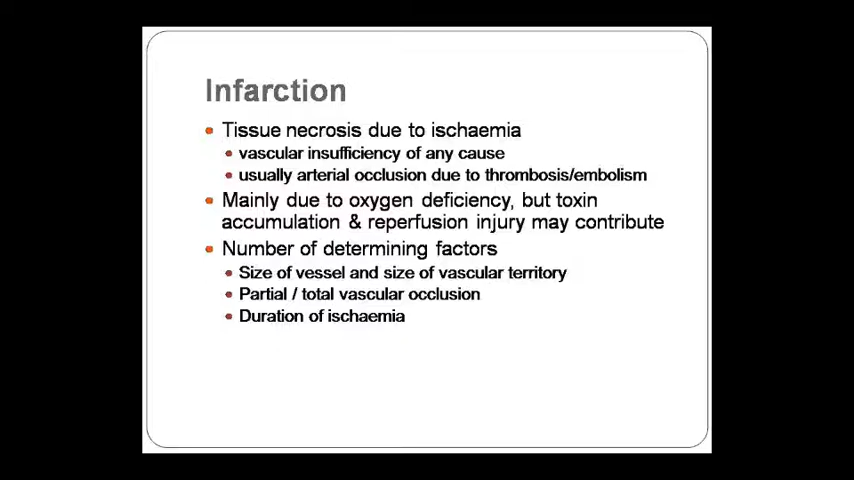 Infarction
Tissue necrosis due to ischaemia
vascular insufficiency of any cause
usually arterial occlusion due to thrombosis/embolism
Mainly due to oxygen deficiency, but toxin
accumulation & reperfusion injury may contribute
Number of determining factors
Size of vessel and size of vascular territory
Partial / total vascular occlusion
Duration of ischaemia